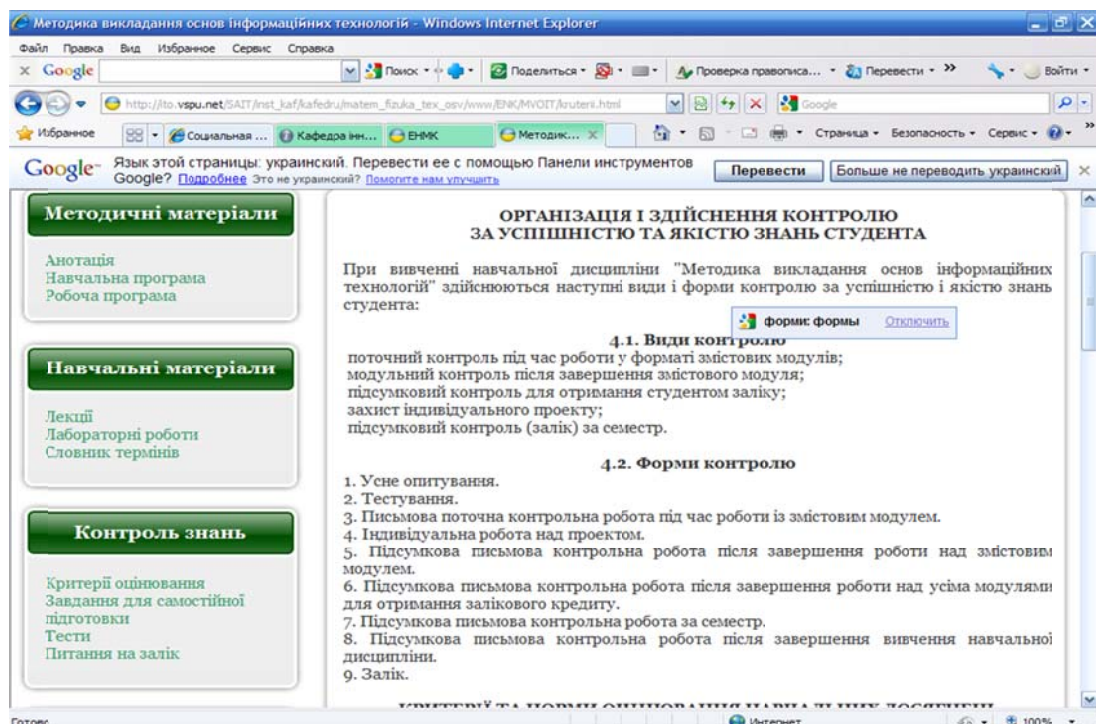 Методика викладання основ інформаційних технологій - Windows Internet Explorer
Файл Правка Вид Избранное Сервис Справка
Google Поиск Поделиться Проверка правописа... Перевести » Войти
http://ito.vspu.net/SAIT/inst_kaf/kafedru/matem_fizuka_tex_osv/www/ENK/MVOIT/kruterii.html Google
Избранное Социальная ... Кафедра інн... ЕНМК Методик... Страница Безопасность Сервис »
Google Язык этой страницы: украинский. Перевести ее с помощью Панели инструментов
Google? Подробнее Это не украинский? Помогите нам улучшить
Перевести Больше не переводить украинский
Методичні матеріали
Анотація
Навчальна програма
Робоча програма
Навчальні матеріали
Лекції
Лабораторні роботи
Словник термінів
Контроль знань
Критерії оцінювання
Завдання для самостійної
підготовки
Тести
Питання на залік
ОРГАНІЗАЦІЯ І ЗДІЙСНЕННЯ КОНТРОЛЮ
ЗА УСПІШНІСТЮ ТА ЯКІСТЮ ЗНАНЬ СТУДЕНТА
При вивченні навчальної дисципліни "Методика викладання основ інформаційних
технологій" здійснюються наступні види і форми контролю за успішністю і якістю знань
студента:
форми: формы Отключить
4.1. Види контролю
поточний контроль під час роботи у форматі змістових модулів;
модульний контроль після завершення змістового модуля;
підсумковий контроль для отримання студентом заліку;
захист індивідуального проекту;
підсумковий контроль (залік) за семестр.
4.2. Форми контролю
1. Усне опитування.
2. Тестування.
3. Письмова поточна контрольна робота під час роботи із змістовим модулем.
4. Індивідуальна робота над проектом.
5. Підсумкова письмова контрольна робота після завершення роботи над змістовим
модулем.
6. Підсумкова письмова контрольна робота після завершення роботи над усіма модулями
для отримання залікового кредиту.
7. Підсумкова письмова контрольна робота за семестр.
8. Підсумкова письмова контрольна робота після завершення вивчення навчальної
дисципліни.
9. Залік.
КРИТЕРІЇ ТА НОРМИ ОЦІНЮВАННЯ НАВЧАЛЬНИХ ДОСЯГНЕНЬ
Готово Интернет 100%